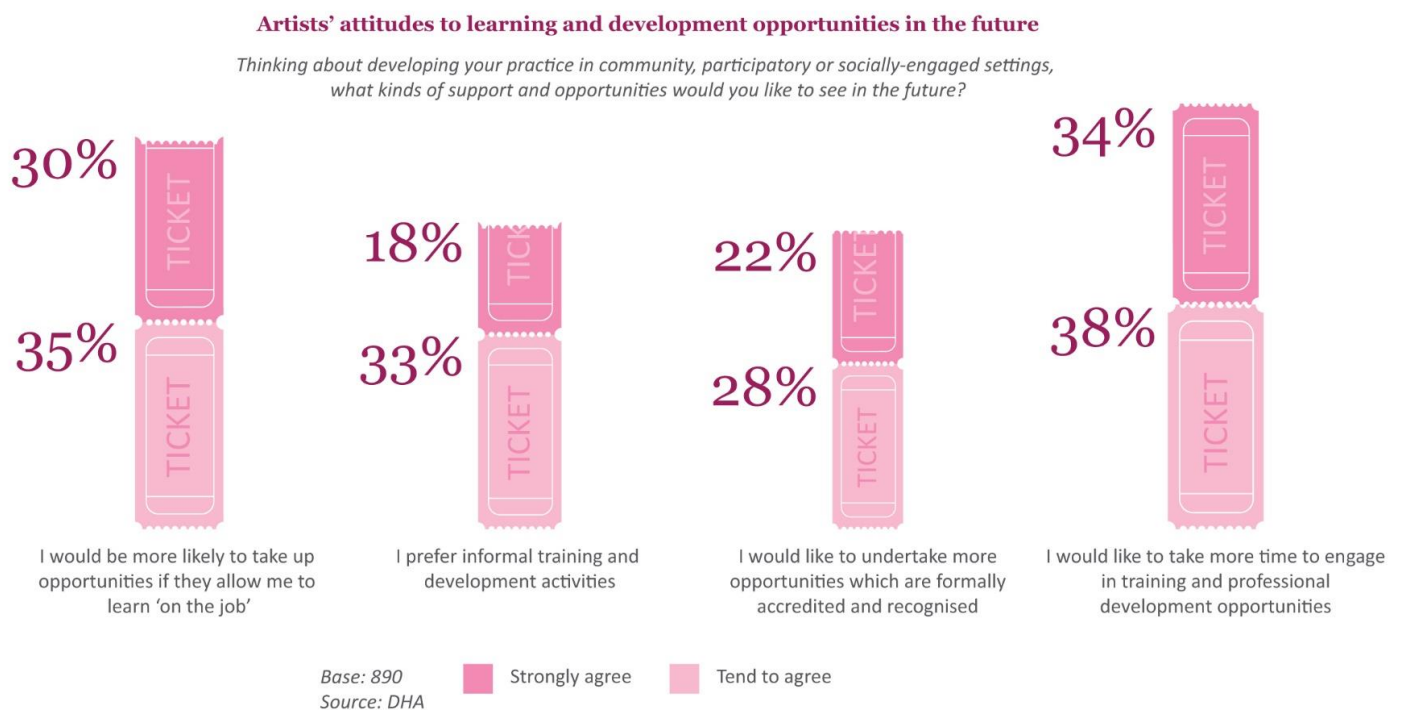 Artists’ attitudes to learning and development opportunities in the future
Thinking about developing your practice in community, participatory or socially-engaged settings,
what kinds of support and opportunities would you like to see in the future?
30%
TICKET
35%
TICKET
I would be more likely to take up
opportunities if they allow me to
learn ‘on the job’
18%
TICK
33%
TICKET
I prefer informal training and
development activities
22%
TICKET
28%
TICKET
I would like to undertake more
opportunities which are formally
accredited and recognised
34%
TICKET
38%
TICKET
I would like to take more time to engage
in training and professional
development opportunities
Base: 890
Source: DHA
Strongly agree
Tend to agree